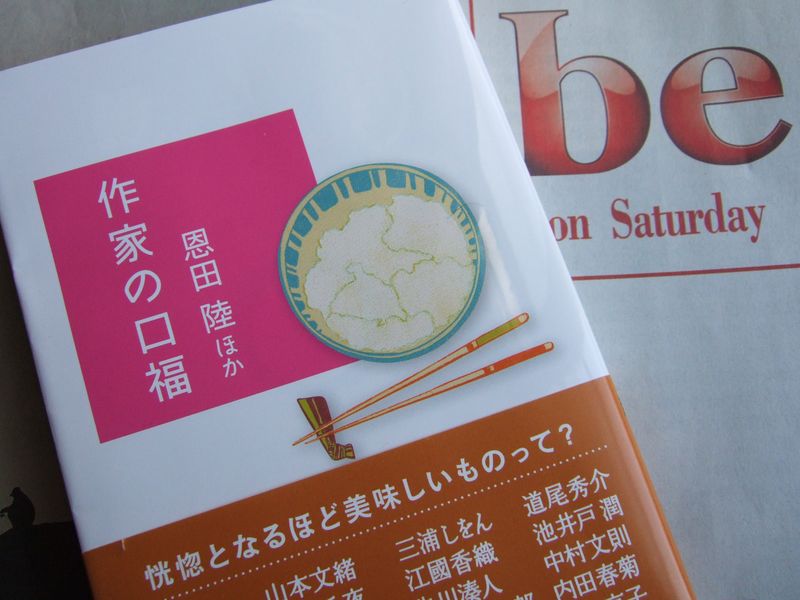 作家の口福
恩田 陸 ほか
恍惚となるほど美味しいものって?
道尾秀介
池井戸 潤
中村文則
内田春菊
三浦しをん
江國香織
山本文緒
be
on Saturday